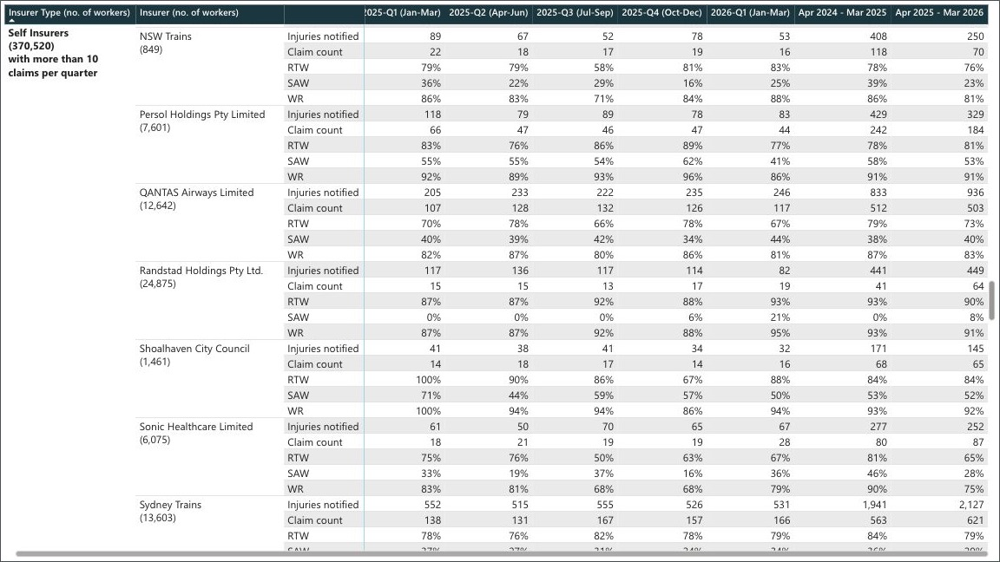 Insurer Type (no. of workers) Insurer (no. of workers) 2025-Q1 (Jan-Mar) 2025-Q2 (Apr-Jun) 2025-Q3 (Jul-Sep) 2025-Q4 (Oct-Dec) 2026-Q1 (Jan-Mar) Apr 2024 - Mar 2025 Apr 2025 - Mar 2026
Self Insurers
(370,520)
with more than 10
claims per quarter
NSW Trains
(849)
Injuries notified 89 67 52 78 53 408 250
Claim count 22 18 17 19 16 118 70
RTW 79% 79% 58% 81% 83% 78% 76%
SAW 36% 22% 29% 16% 25% 39% 23%
WR 86% 83% 71% 84% 88% 86% 81%
Persol Holdings Pty Limited
(7,601)
Injuries notified 118 79 89 78 83 429 329
Claim count 66 47 46 47 44 242 184
RTW 83% 76% 86% 89% 77% 78% 81%
SAW 55% 55% 54% 62% 41% 58% 53%
WR 92% 89% 93% 96% 86% 91% 91%
QANTAS Airways Limited
(12,642)
Injuries notified 205 233 222 235 246 833 936
Claim count 107 128 132 126 117 512 503
RTW 70% 78% 66% 78% 67% 79% 73%
SAW 40% 39% 42% 34% 44% 38% 40%
WR 82% 87% 80% 86% 81% 87% 83%
Randstad Holdings Pty Ltd.
(24,875)
Injuries notified 117 136 117 114 82 441 449
Claim count 15 15 13 17 19 41 64
RTW 87% 87% 92% 88% 93% 93% 90%
SAW 0% 0% 0% 6% 21% 0% 8%
WR 87% 87% 92% 88% 95% 93% 91%
Shoalhaven City Council
(1,461)
Injuries notified 41 38 41 34 32 171 145
Claim count 14 18 17 14 16 68 65
RTW 100% 90% 86% 67% 88% 84% 84%
SAW 71% 44% 59% 57% 50% 53% 52%
WR 100% 94% 94% 86% 94% 93% 92%
Sonic Healthcare Limited
(6,075)
Injuries notified 61 50 70 65 67 277 252
Claim count 18 21 19 19 28 80 87
RTW 75% 76% 50% 63% 67% 81% 65%
SAW 33% 19% 37% 16% 36% 46% 28%
WR 83% 81% 68% 68% 79% 90% 75%
Sydney Trains
(13,603)
Injuries notified 552 515 555 526 531 1,941 2,127
Claim count 138 131 167 157 166 563 621
RTW 78% 76% 82% 78% 79% 84% 79%